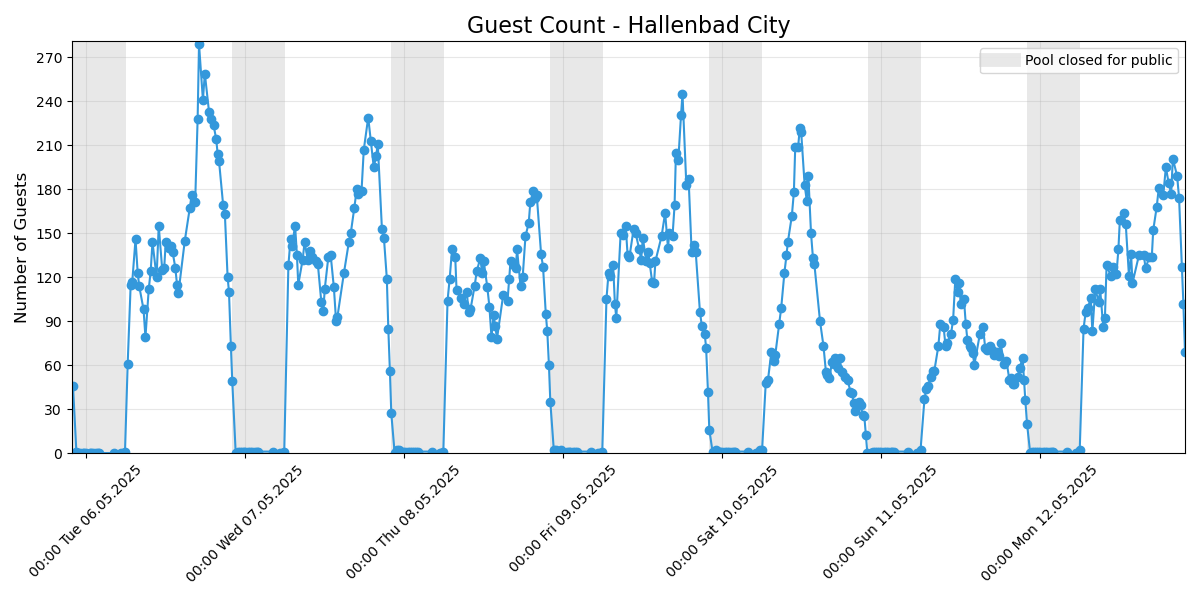 Guest Count - Hallenbad City
Pool closed for public
Number of Guests
270
240
210
180
150
120
90
60
30
0
00:00 Tue 06.05.2025
00:00 Wed 07.05.2025
00:00 Thu 08.05.2025
00:00 Fri 09.05.2025
00:00 Sat 10.05.2025
00:00 Sun 11.05.2025
00:00 Mon 12.05.2025